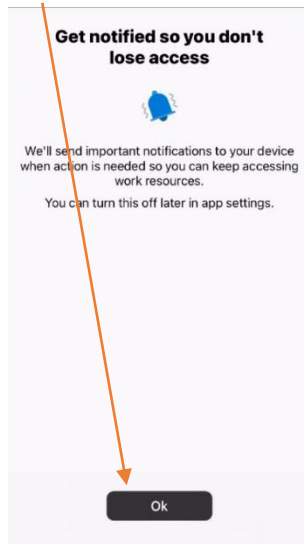 Get notified so you don't
lose access
We'll send important notifications to your device
when action is needed so you can keep accessing
work resources.
You can turn this off later in app settings.
Ok